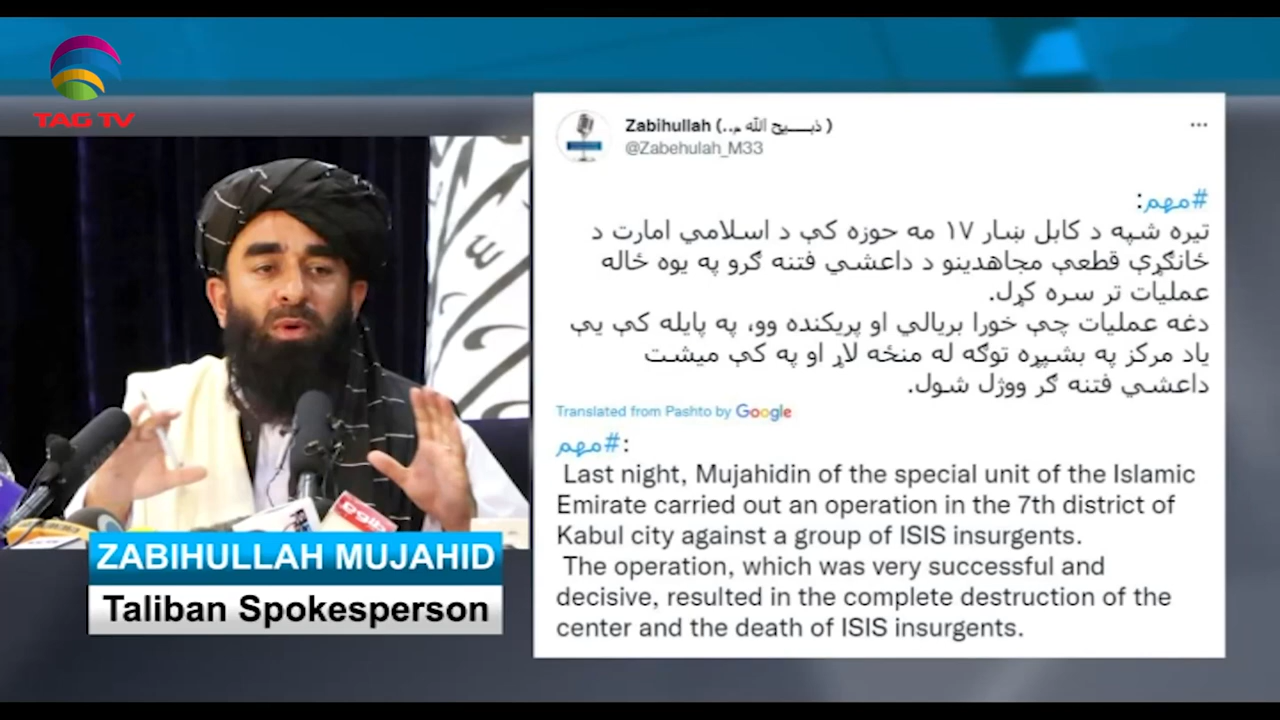 TAG TV
Zabihullah (..ذبـــيح الله م )
@Zabehulah_M33
#مهم:
تیره شپه د کابل ښار ۱۷ مه حوزه کې د اسلامي امارت د
ځانګړې قطعې مجاهدینو د داعشي فتنه ګرو په یوه ځاله
عملیات تر سره کړل.
دغه عملیات چې خورا بریالي او پریکنده وو، په پایله کې یې
یاد مرکز په بشپړه توګه له منځه لاړ او په کې میشت
داعشي فتنه ګر ووژل شول.
Translated from Pashto by Google
#مهم:
Last night, Mujahidin of the special unit of the Islamic
Emirate carried out an operation in the 7th district of
Kabul city against a group of ISIS insurgents.
The operation, which was very successful and
decisive, resulted in the complete destruction of the
center and the death of ISIS insurgents.
ZABIHULLAH MUJAHID
Taliban Spokesperson